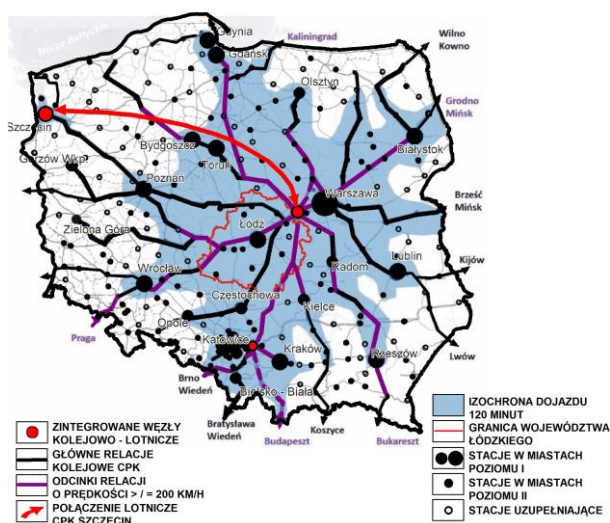 Morze Bałtyckie
Gdynia
Gdańsk
Kaliningrad
Wilno
Kowno
Olsztyn
Szczecin
Grodno
Mińsk
Bydgoszcz
Białystok
Toruń
Gorzów Wkp.
Poznań
Warszawa
Brześć
Mińsk
Zielona Góra
Łódź
Lublin
Kijów
Wrocław
Radom
Częstochowa
Kielce
Opole
Praga
Katowice
Kraków
Rzeszów
Lwów
Brno
Wiedeń
Bielsko - Biała
Bratysława
Wiedeń
Budapeszt
Koszyce
Bukareszt
ZINTEGROWANE WĘZŁY
KOLEJOWO - LOTNICZE
GŁÓWNE RELACJE
KOLEJOWE CPK
ODCINKI RELACJI
O PRĘDKOŚCI > / = 200 KM/H
POŁĄCZENIE LOTNICZE
CPK SZCZECIN
IZOCHRONA DOJAZDU
120 MINUT
GRANICA WOJEWÓDZTWA
ŁÓDZKIEGO
STACJE W MIASTACH
POZIOMU I
STACJE W MIASTACH
POZIOMU II
STACJE UZUPEŁNIAJĄCE